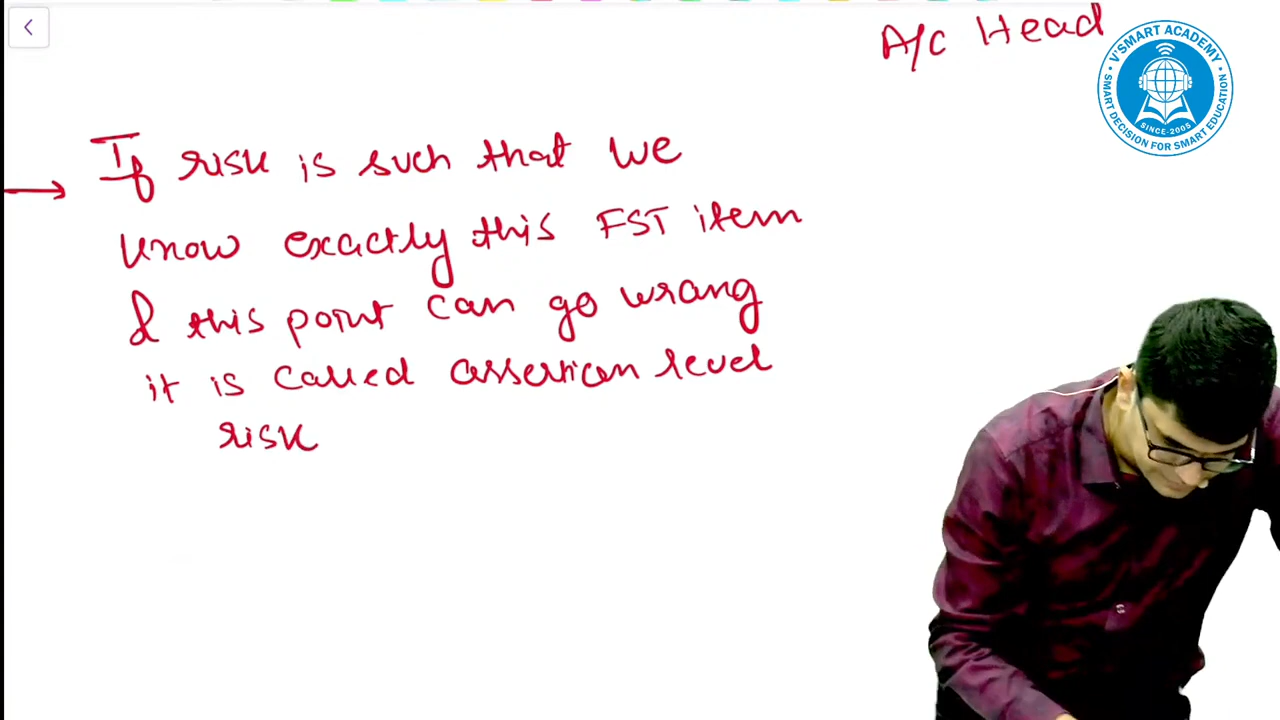 A/c Head
V'SMART ACADEMY
SINCE-2005
SMART DECISION FOR SMART EDUCATION
If risk is such that we
know exactly this FST item
& this point can go wrang
it is called assertion level
risk